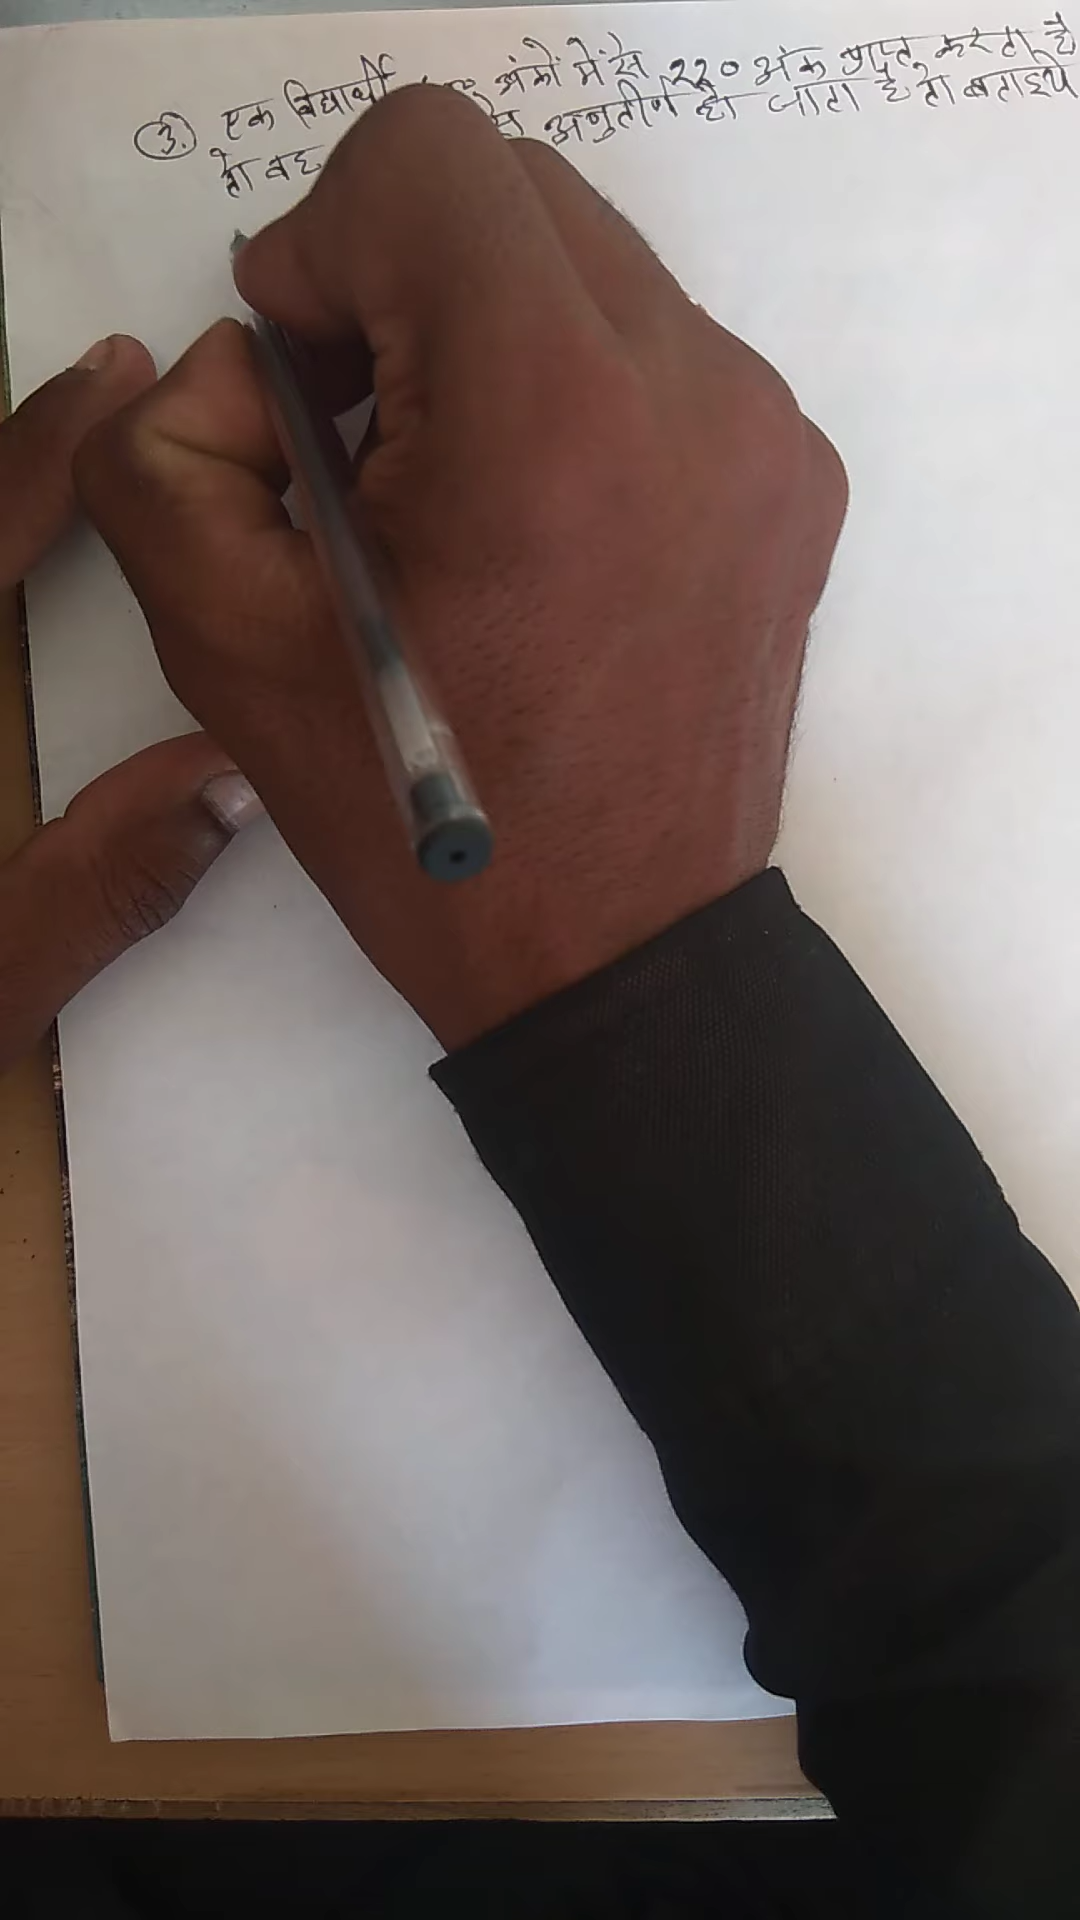 3. एक विद्यार्थी अंको में से 220 अंक प्राप्त करता है
तो वह से अनुतीर्ण हो जाता है तो बताइये